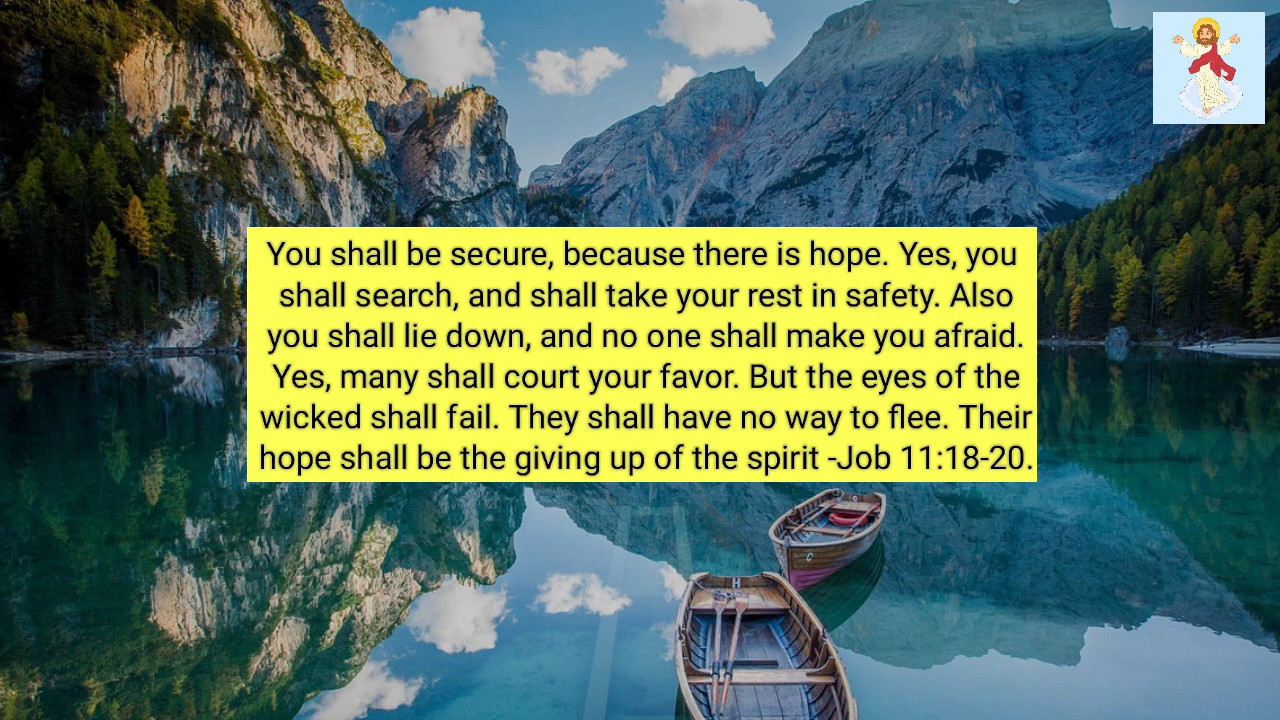 You shall be secure, because there is hope. Yes, you
shall search, and shall take your rest in safety. Also
you shall lie down, and no one shall make you afraid.
Yes, many shall court your favor. But the eyes of the
wicked shall fail. They shall have no way to flee. Their
hope shall be the giving up of the spirit -Job 11:18-20.